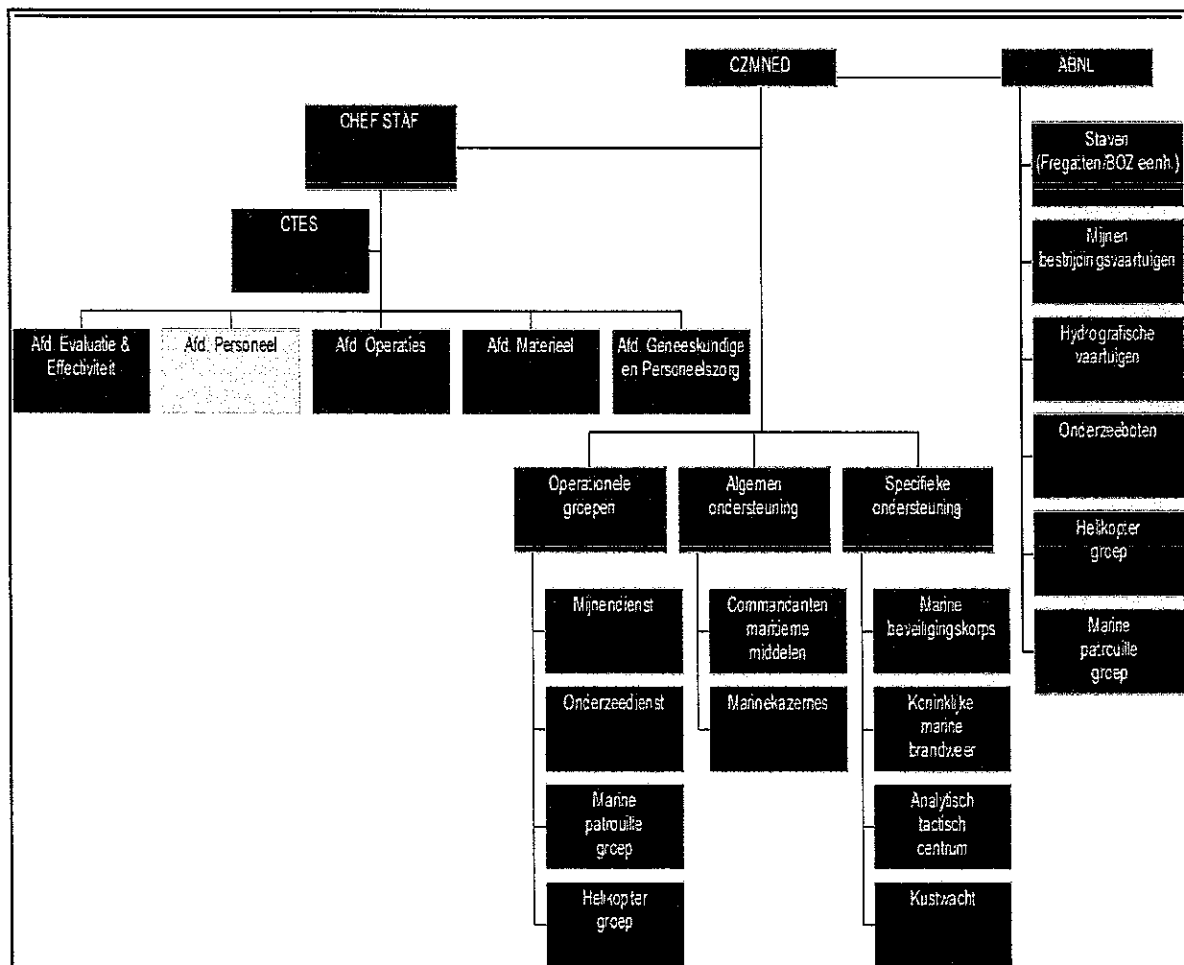 CZMNED
ABNL
CHEF STAF
CTES
Afd. Evaluatie &
Effectiviteit
Afd. Personeel
Afd. Operaties
Afd. Materieel
Afd. Geneeskundige
en Personeelszorg
Operationele
groepen
Mijnendienst
Onderzeedienst
Marine
patrouille
groep
Helikopter
groep
Algemen
ondersteuning
Commandanten
maritieme
middelen
Marinekazernes
Specifieke
ondersteuning
Marine
beveiligingskorps
Koninklijke
marine
brandweer
Analytisch
tactisch
centrum
Kustwacht
Staven
(Fregatten/BOZ eenh.)
Mijnen
bestrijdingsvaartuigen
Hydrografische
vaartuigen
Onderzeeboten
Helikopter
groep
Marine
patrouille
groep